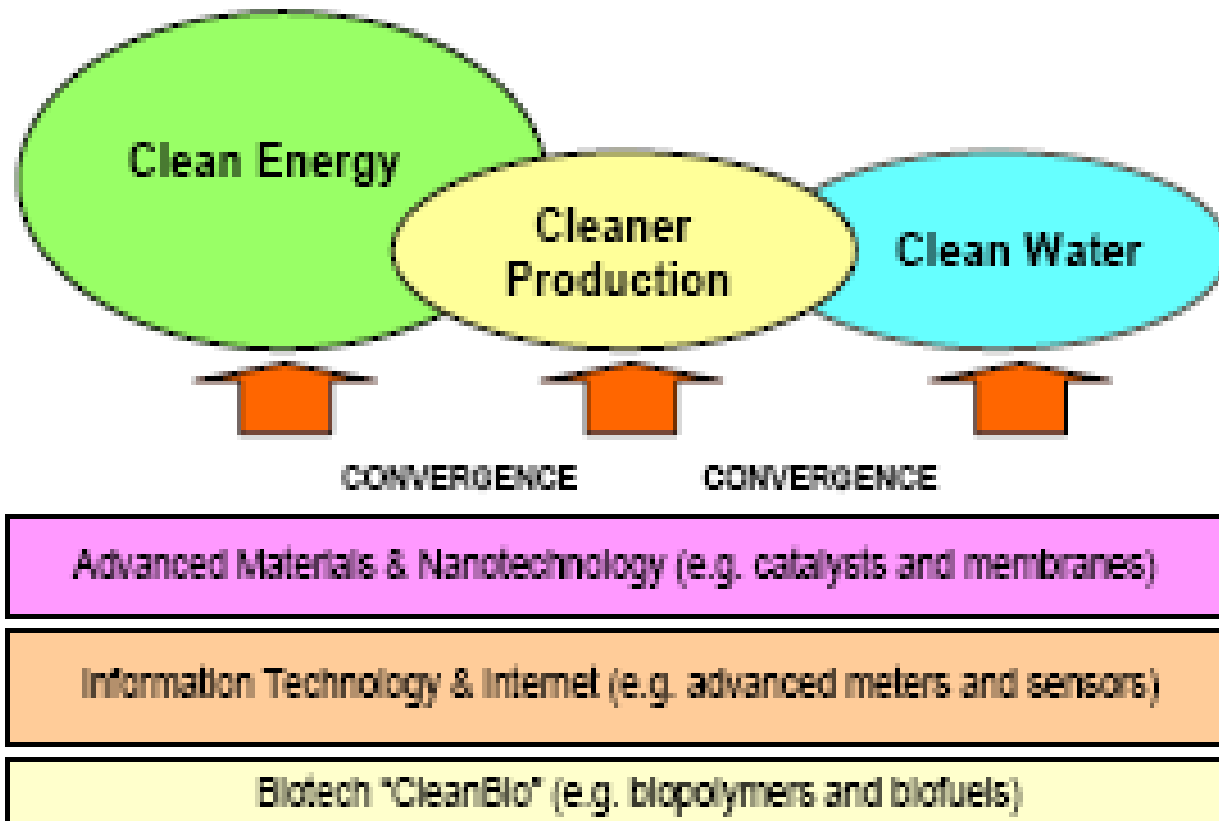 Clean Energy
Cleaner
Production
Clean Water
CONVERGENCE CONVERGENCE
Advanced Materials & Nanotechnology (e.g. catalysts and membranes)
Information Technology & Internet (e.g. advanced meters and sensors)
Biotech "CleanBio" (e.g. biopolymers and biofuels)